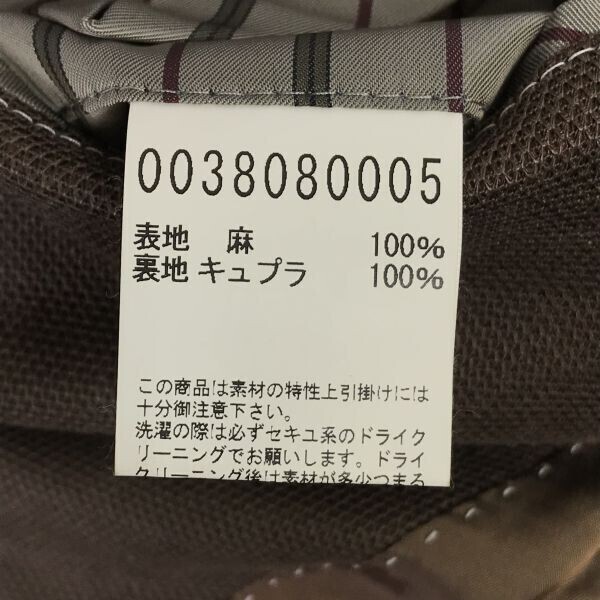 0038080005
表地 麻 100%
裏地 キュプラ 100%
この商品は素材の特性上引掛けには
十分御注意下さい。
洗濯の際は必ずセキユ系のドライク
リーニングでお願いします。ドライ
クリーニング後は素材が多少つまる